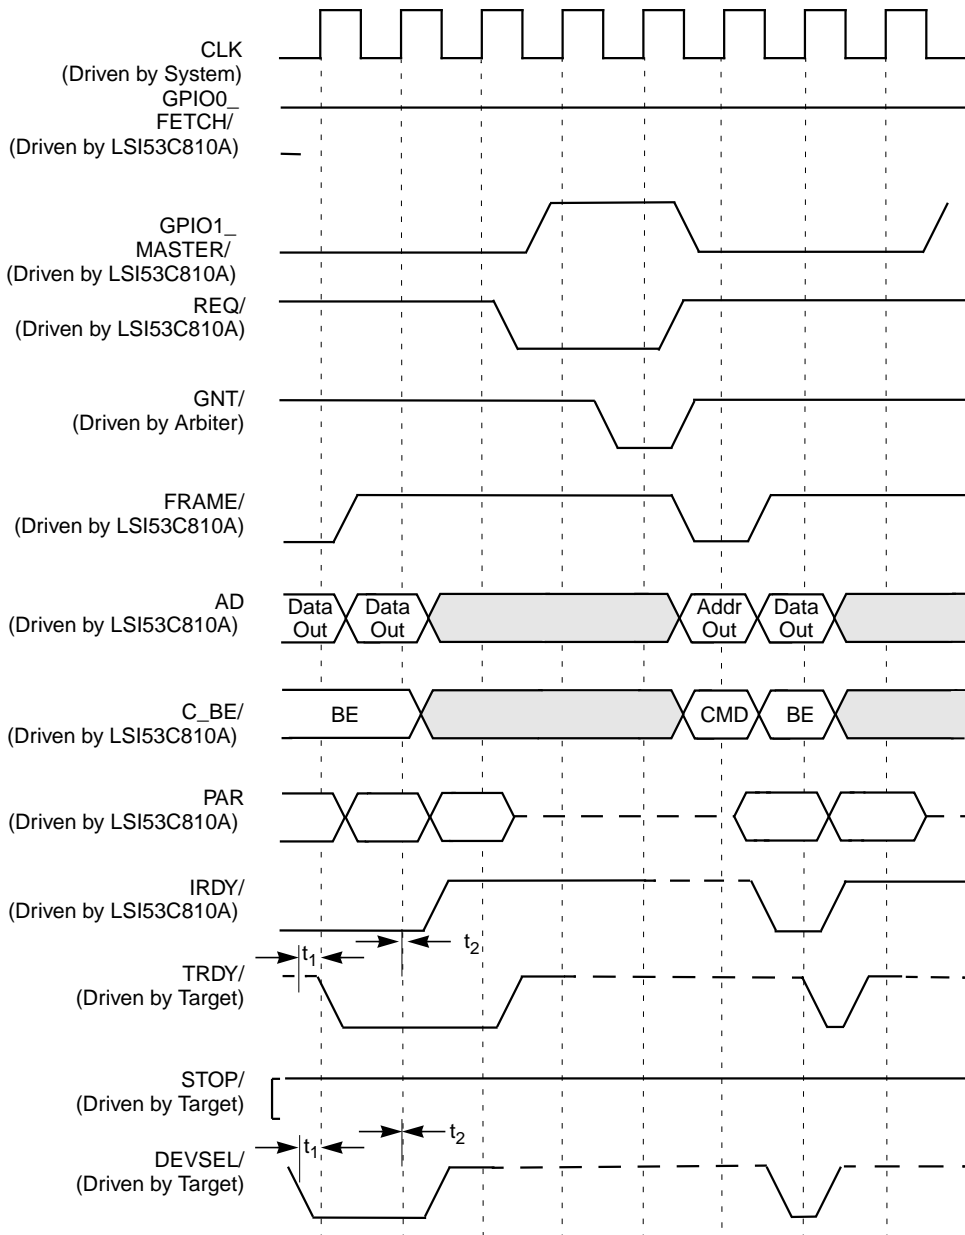 CLK
(Driven by System)
GPIO0_
FETCH/
(Driven by LSI53C810A)
GPIO1_
MASTER/
(Driven by LSI53C810A)
REQ/
(Driven by LSI53C810A)
GNT/
(Driven by Arbiter)
FRAME/
(Driven by LSI53C810A)
AD
(Driven by LSI53C810A)
Data
Out
Data
Out
Addr
Out
Data
Out
C_BE/
(Driven by LSI53C810A)
BE
CMD
BE
PAR
(Driven by LSI53C810A)
IRDY/
(Driven by LSI53C810A)
t1
t2
TRDY/
(Driven by Target)
STOP/
(Driven by Target)
t1
t2
DEVSEL/
(Driven by Target)